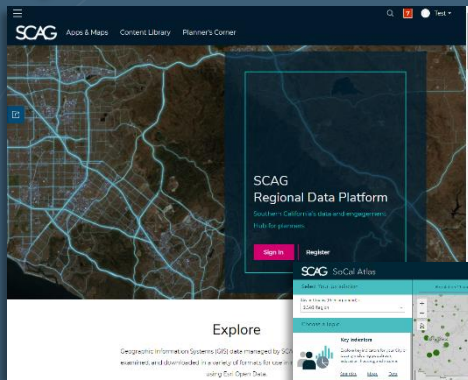 SCAG Apps & Maps Content Library Planner's Corner
? Test
SCAG
Regional Data Platform
Southern California's data and engagement
Hub for planners
Sign In Register
Explore
Geographic Information Systems (GIS) data managed by SCAG
examined and downloaded in a variety of formats for use in
using Esri Open Data.
SCAG SoCal Atlas
Select Your Jurisdiction
SCAG Region
Choose a Topic
Key Indicators
Statistics Maps Data